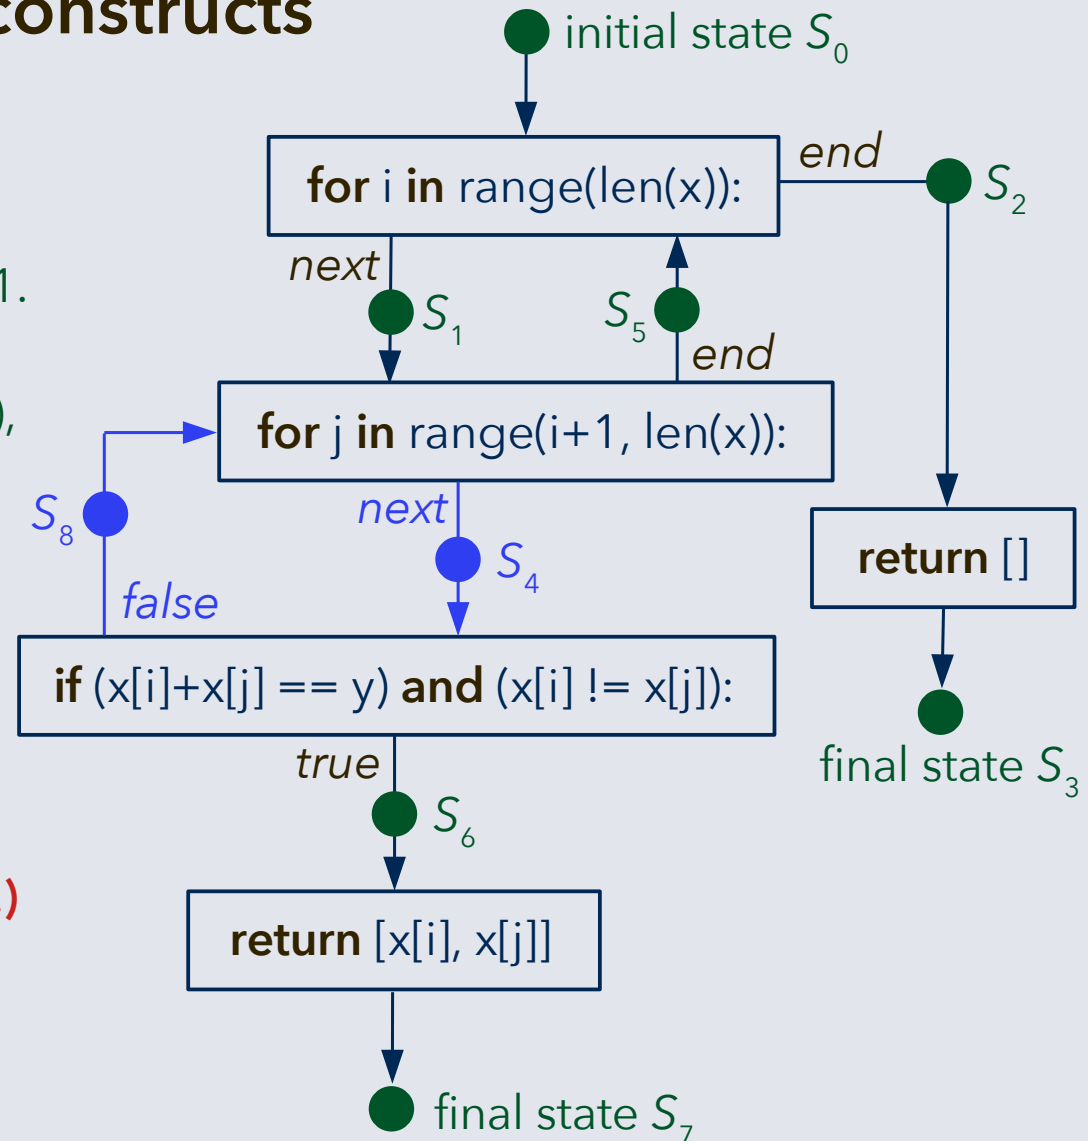 constructs
initial state S₀
for i in range(len(x)):
end
S₂
next
1.
S₁
S₅
end
),
for j in range(i+1, len(x)):
S₈
next
S₄
return []
false
if (x[i]+x[j] == y) and (x[i] != x[j]):
true
final state S₃
S₆
)
return [x[i], x[j]]
final state S₇